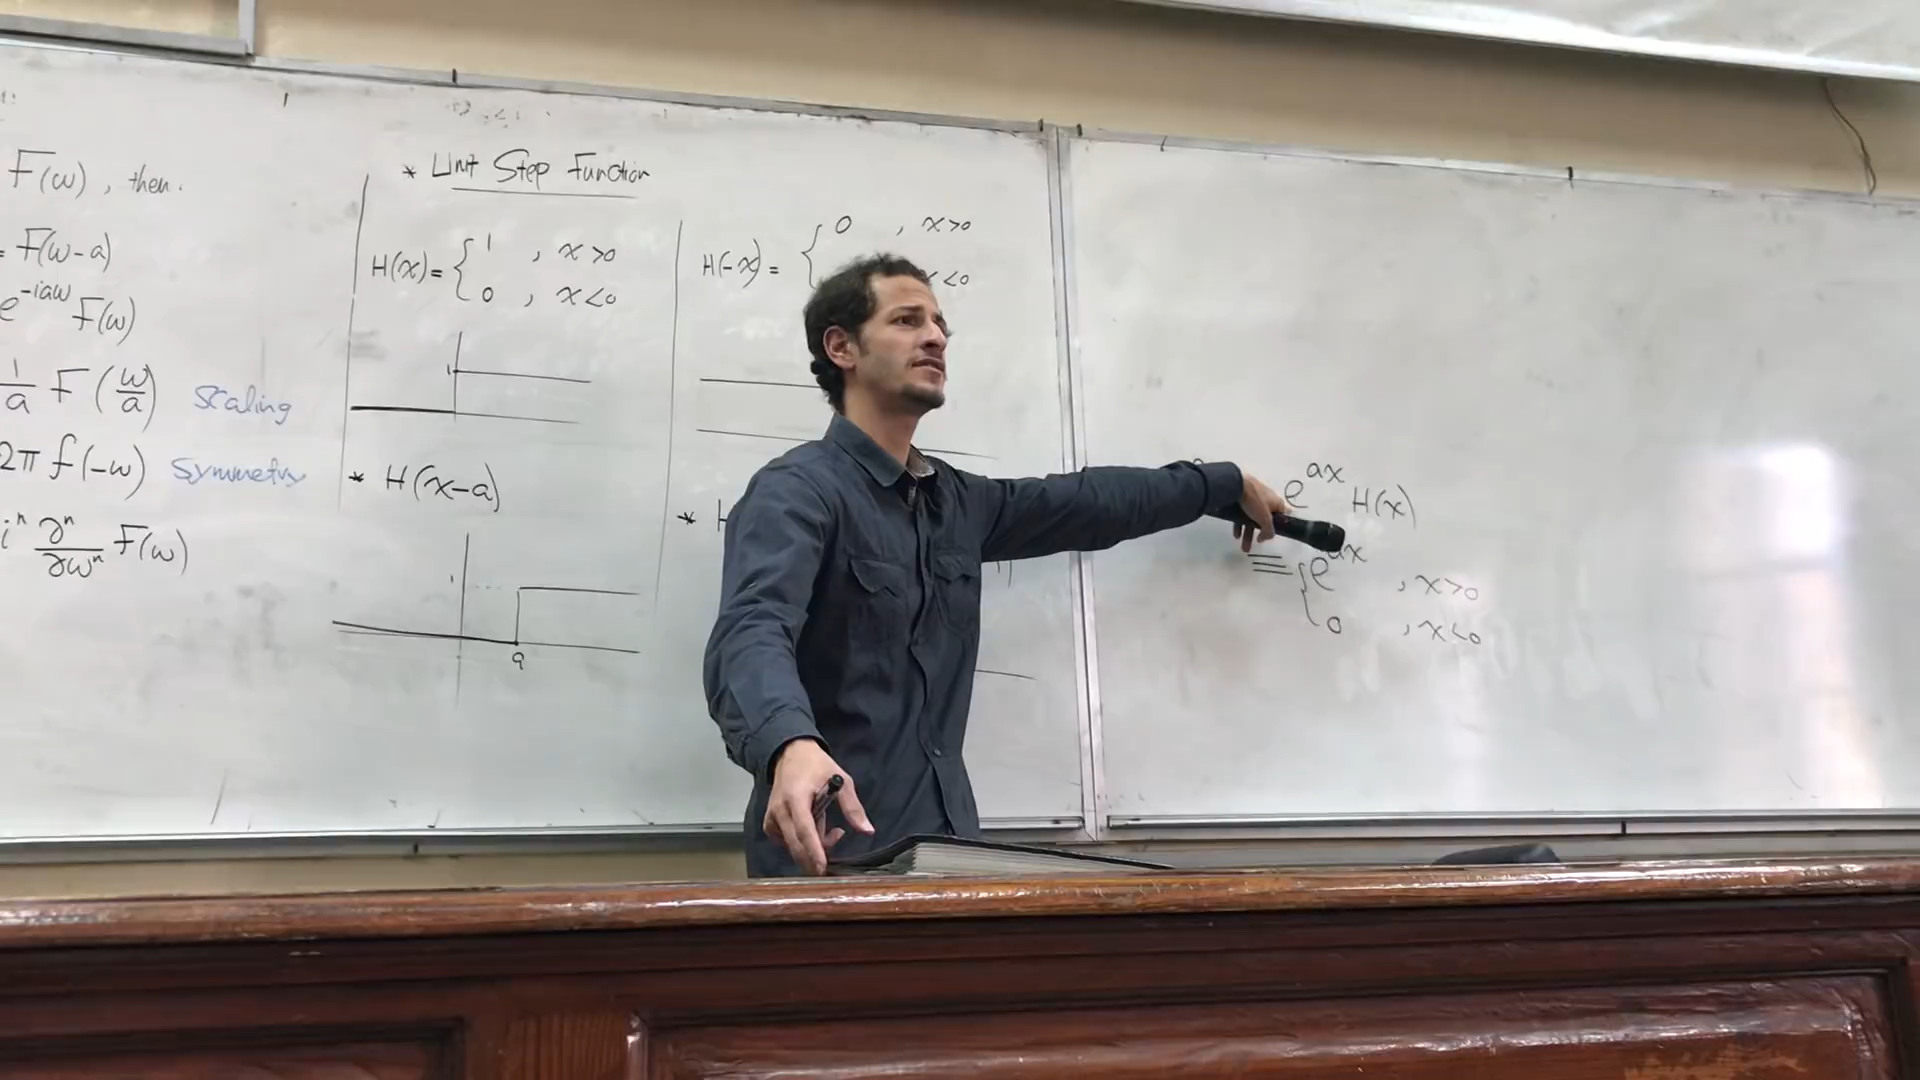 F(ω) , then.
= F(ω-a)
e^{-iaω} F(ω)
1/a F (ω/a) Scaling
2π f(-ω) Symmetry
i^n ∂^n/∂ω^n F(ω)
* Unit Step Function
H(x) = { 1 , x>0
0 , x<0
1
* H(x-a)
a
H(-x) = { 0 , x>0
x<0
* H
e^{ax} H(x)
≡ { e^{ax} , x>0
0 , x<0